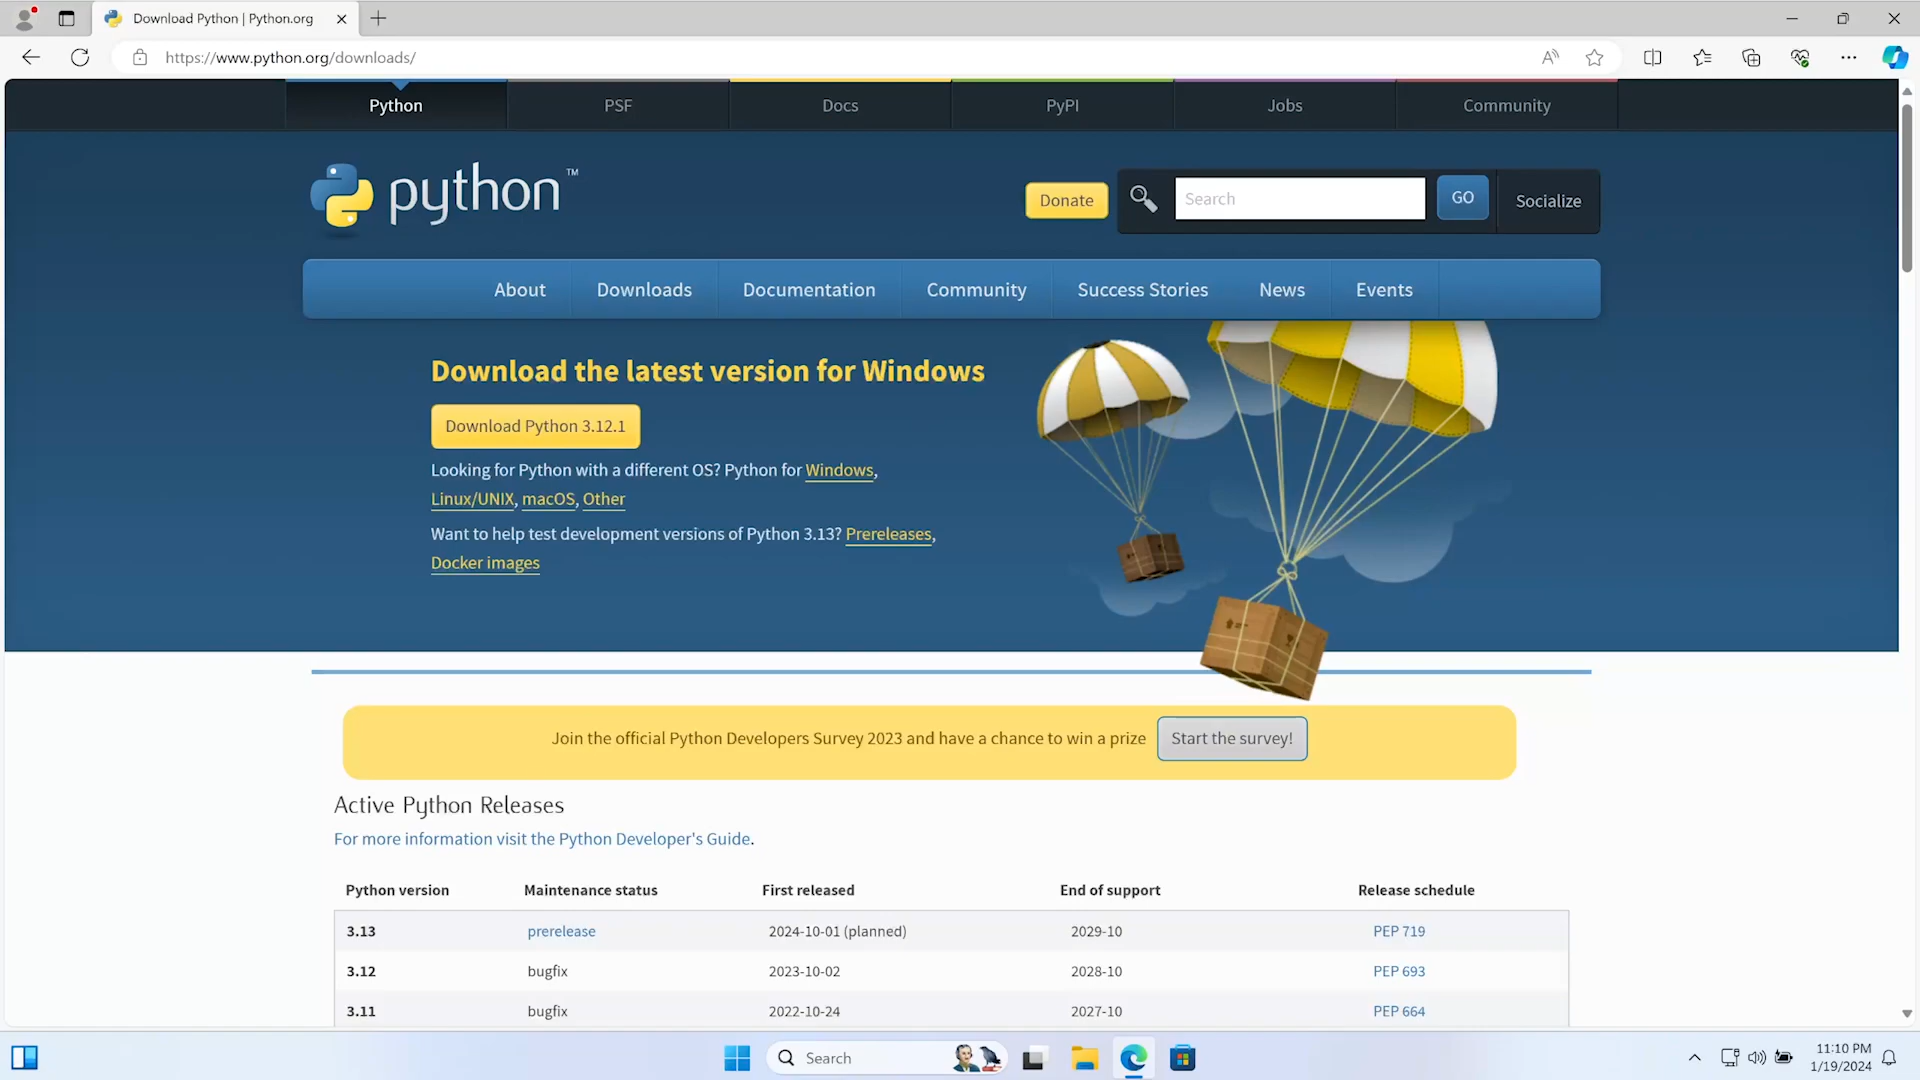 Download Python | Python.org
https://www.python.org/downloads/
Python
PSF
Docs
PyPI
Jobs
Community
python™
Donate
Search
GO
Socialize
About
Downloads
Documentation
Community
Success Stories
News
Events
Download the latest version for Windows
Download Python 3.12.1
Looking for Python with a different OS? Python for Windows,
Linux/UNIX, macOS, Other
Want to help test development versions of Python 3.13? Prereleases,
Docker images
Join the official Python Developers Survey 2023 and have a chance to win a prize
Start the survey!
Active Python Releases
For more information visit the Python Developer's Guide.
Python version Maintenance status First released End of support Release schedule
3.13 prerelease 2024-10-01 (planned) 2029-10 PEP 719
3.12 bugfix 2023-10-02 2028-10 PEP 693
3.11 bugfix 2022-10-24 2027-10 PEP 664
Search
11:10 PM
1/19/2024